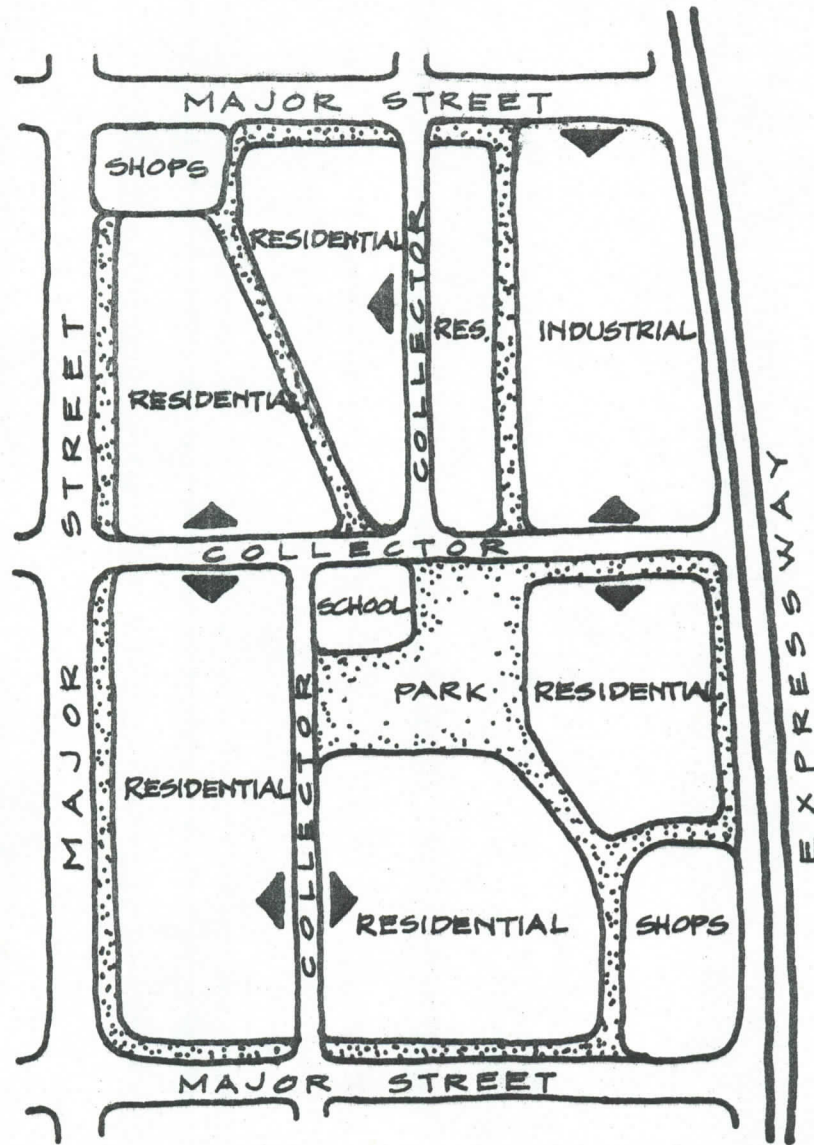 MAJOR STREET
SHOPS
RESIDENTIAL
COLLECTOR
RES.
INDUSTRIAL
RESIDENTIAL
MAJOR STREET
COLLECTOR
EXPRESSWAY
SCHOOL
PARK
RESIDENTIAL
RESIDENTIAL
COLLECTOR
RESIDENTIAL
SHOPS
MAJOR STREET